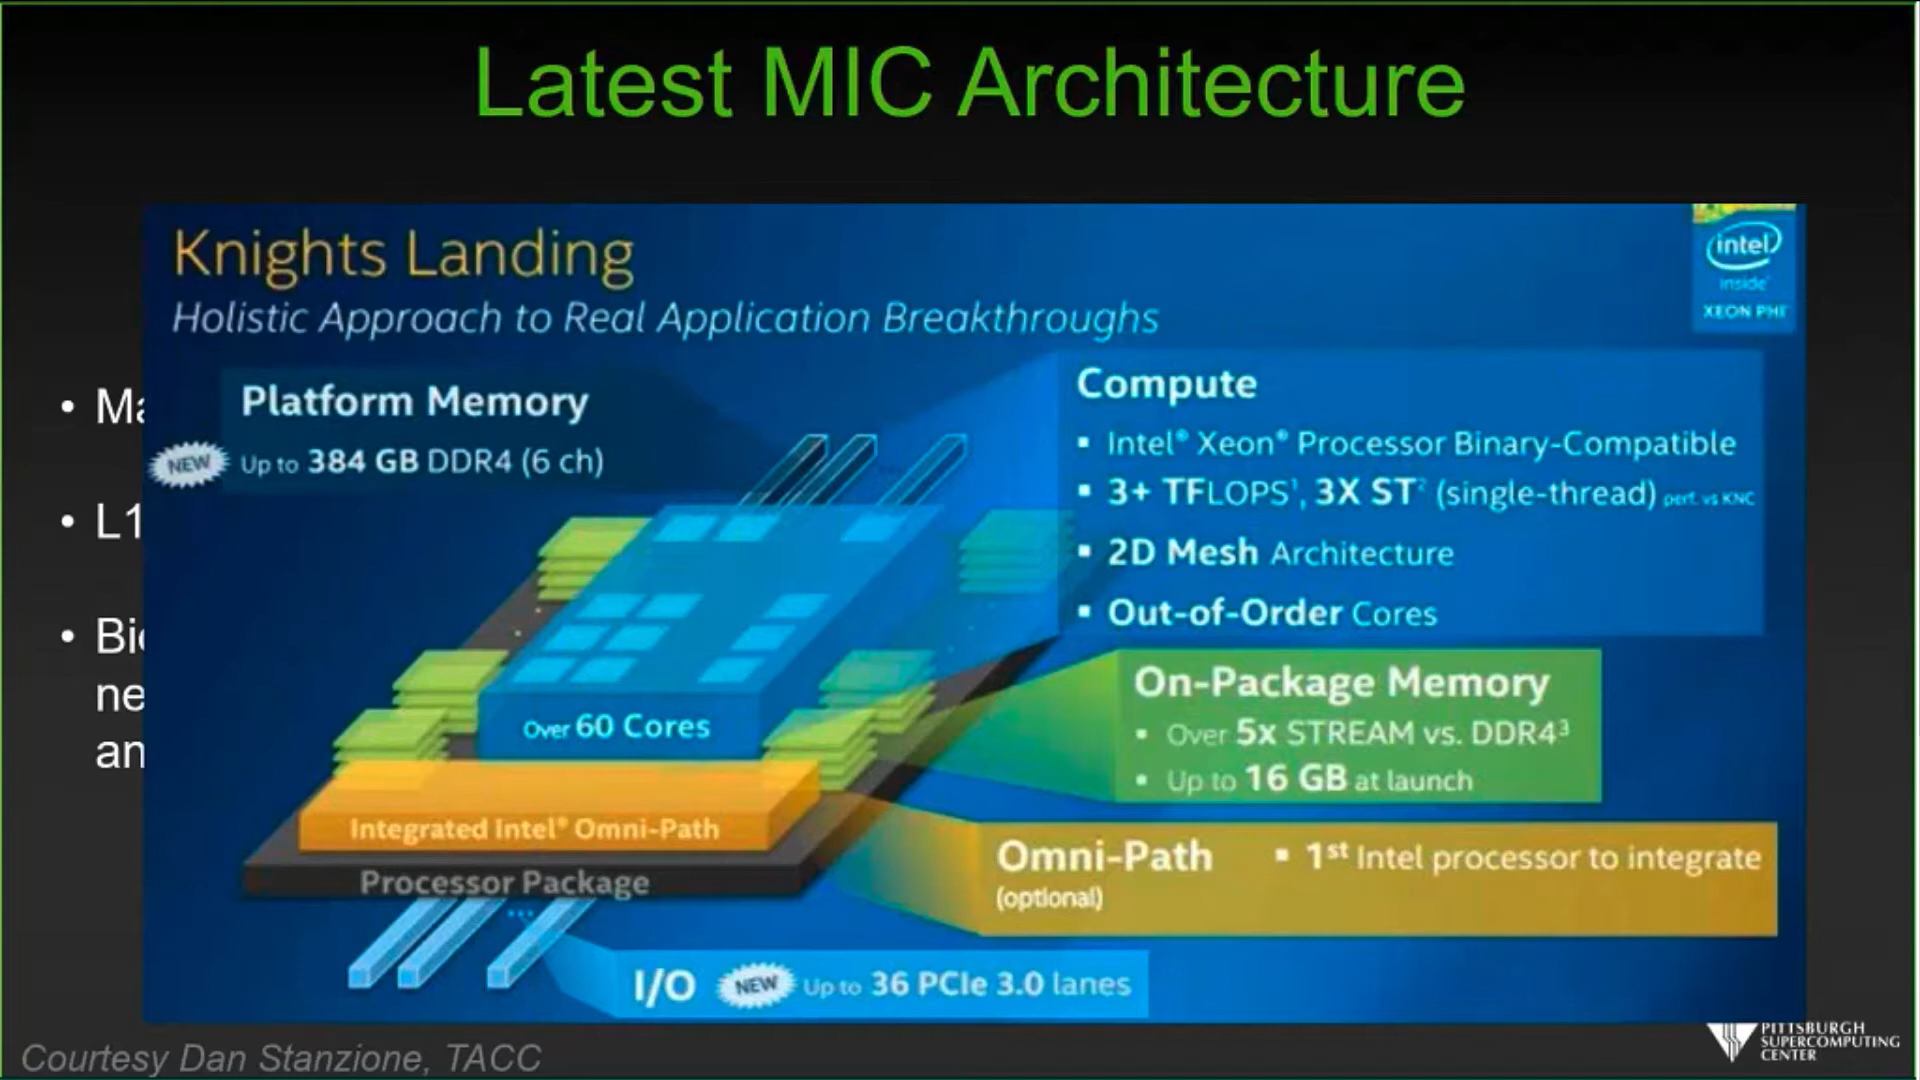 Latest MIC Architecture
Knights Landing
Holistic Approach to Real Application Breakthroughs
intel
inside
XEON PHI
• Ma
• L1
• Bi
ne
an
Platform Memory
NEW Up to 384 GB DDR4 (6 ch)
Compute
▪ Intel® Xeon® Processor Binary-Compatible
▪ 3+ TFLOPS¹, 3X ST² (single-thread) perf. vs KNC
▪ 2D Mesh Architecture
▪ Out-of-Order Cores
On-Package Memory
▪ Over 5x STREAM vs. DDR4³
▪ Up to 16 GB at launch
Over 60 Cores
Integrated Intel® Omni-Path
Processor Package
Omni-Path ▪ 1st Intel processor to integrate
(optional)
I/O NEW Up to 36 PCIe 3.0 lanes
Courtesy Dan Stanzione, TACC
PITTSBURGH
SUPERCOMPUTING
CENTER